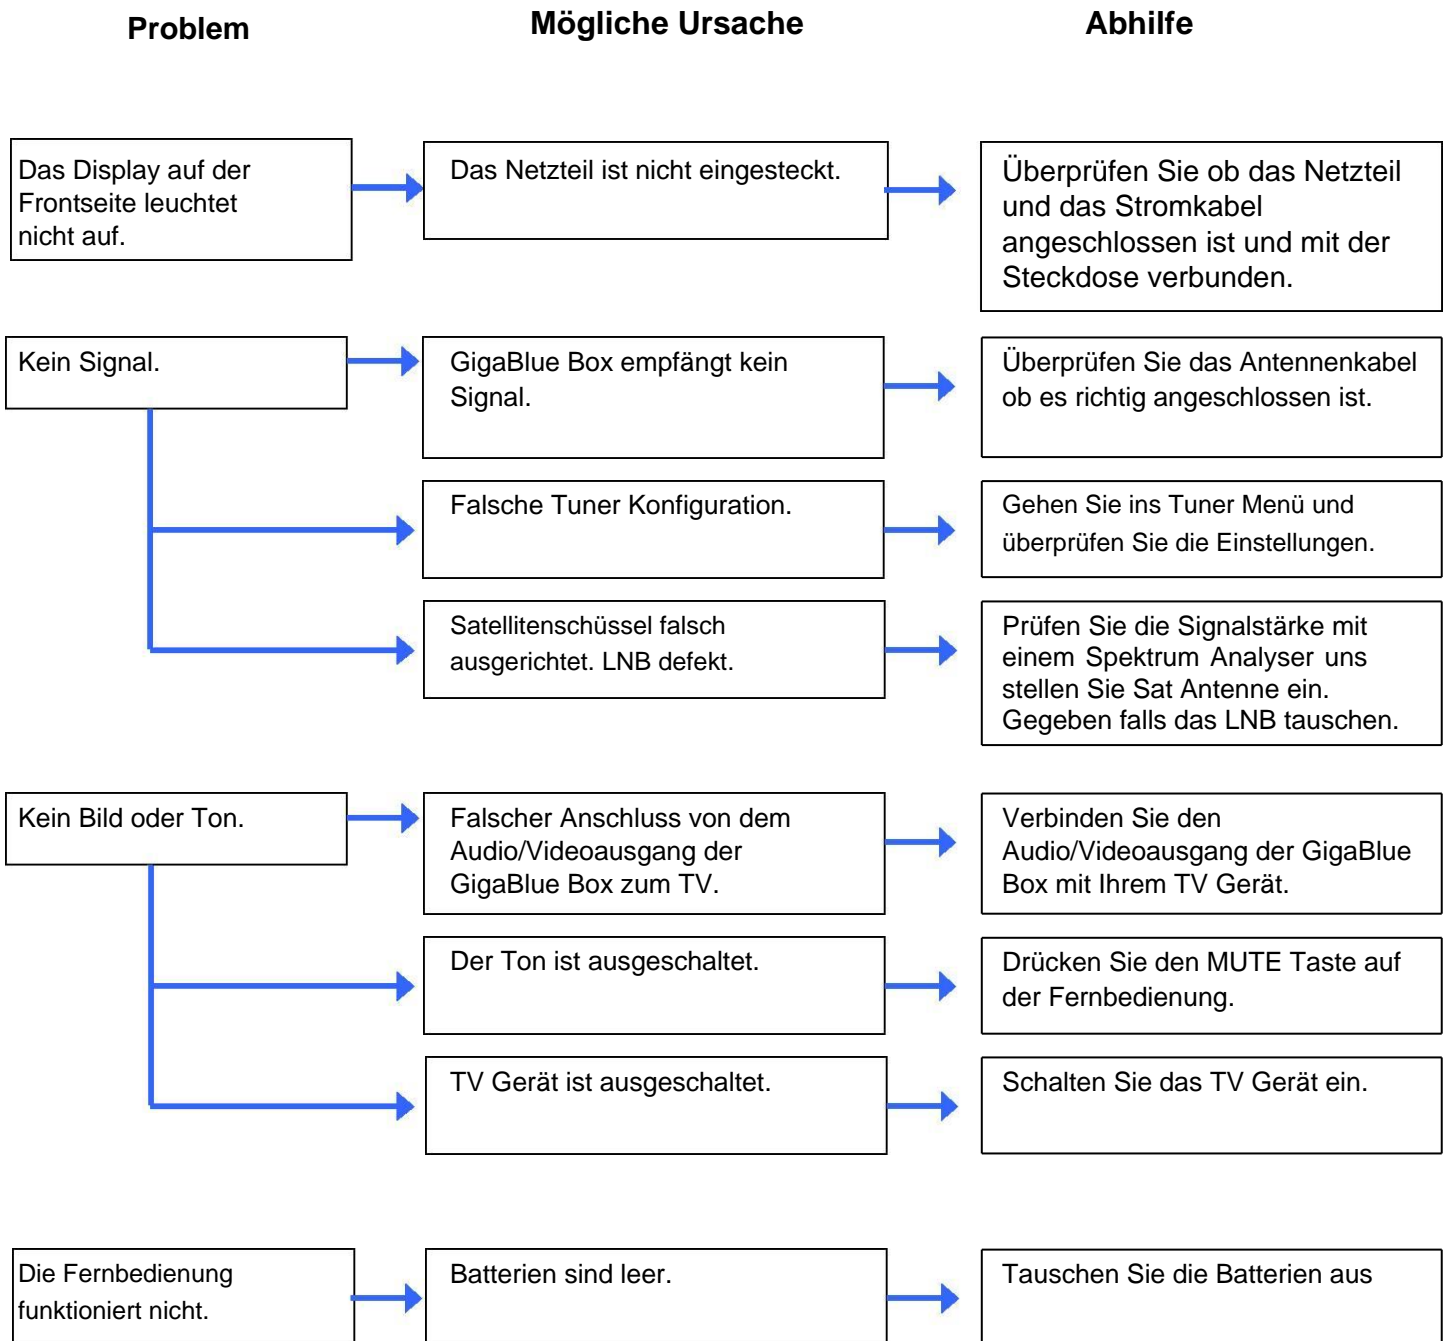 Problem
Mögliche Ursache
Abhilfe
Das Display auf der
Frontseite leuchtet
nicht auf.
Das Netzteil ist nicht eingesteckt.
Überprüfen Sie ob das Netzteil
und das Stromkabel
angeschlossen ist und mit der
Steckdose verbunden.
Kein Signal.
GigaBlue Box empfängt kein
Signal.
Überprüfen Sie das Antennenkabel
ob es richtig angeschlossen ist.
Falsche Tuner Konfiguration.
Gehen Sie ins Tuner Menü und
überprüfen Sie die Einstellungen.
Satellitenschüssel falsch
ausgerichtet. LNB defekt.
Prüfen Sie die Signalstärke mit
einem Spektrum Analyser uns
stellen Sie Sat Antenne ein.
Gegeben falls das LNB tauschen.
Kein Bild oder Ton.
Falscher Anschluss von dem
Audio/Videoausgang der
GigaBlue Box zum TV.
Verbinden Sie den
Audio/Videoausgang der GigaBlue
Box mit Ihrem TV Gerät.
Der Ton ist ausgeschaltet.
Drücken Sie den MUTE Taste auf
der Fernbedienung.
TV Gerät ist ausgeschaltet.
Schalten Sie das TV Gerät ein.
Die Fernbedienung
funktioniert nicht.
Batterien sind leer.
Tauschen Sie die Batterien aus